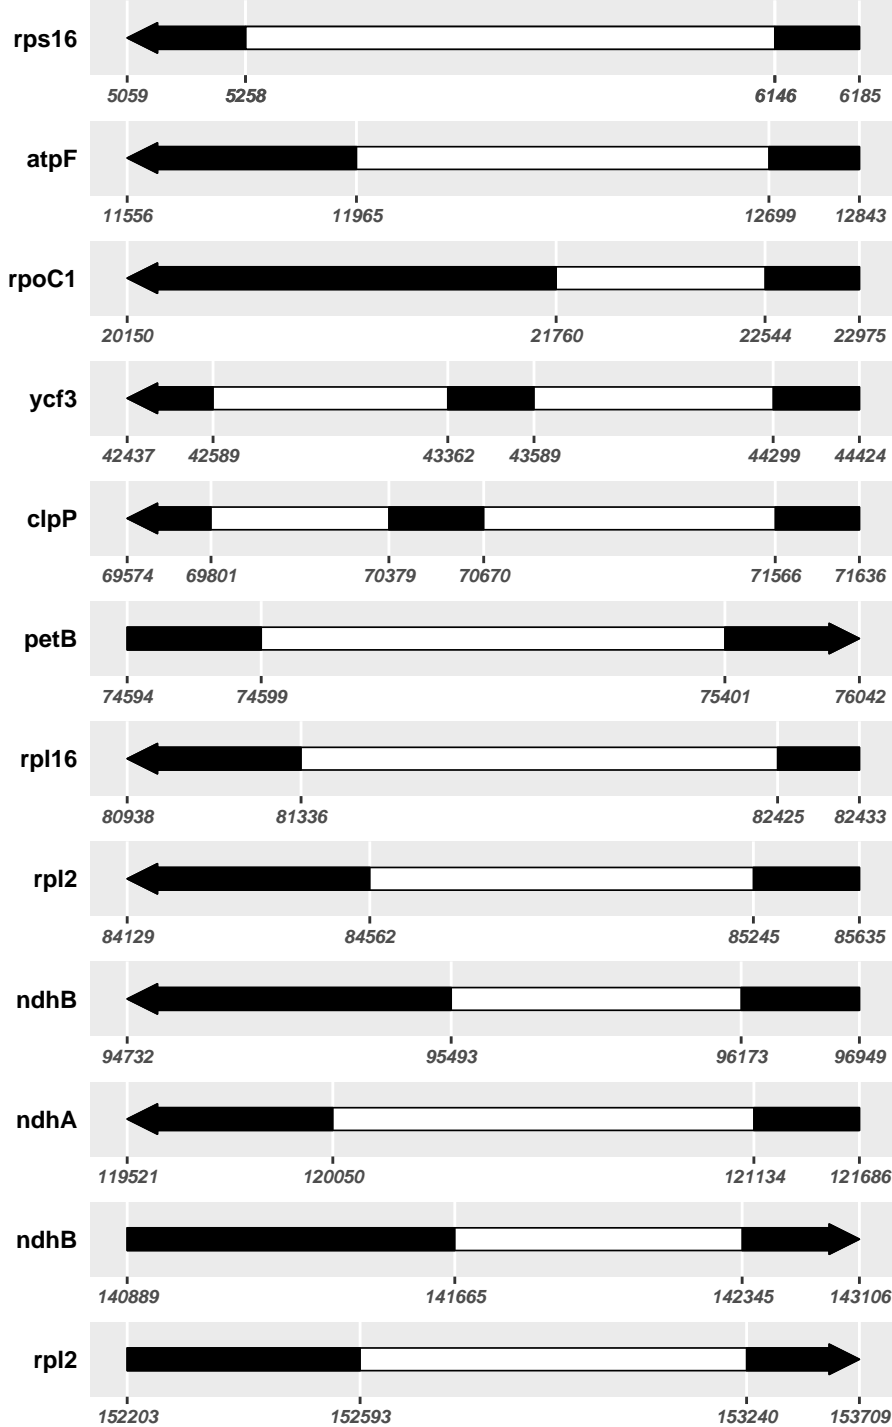 rps16
5059 5258 6146 6185
atpF
11556 11965 12699 12843
rpoC1
20150 21760 22544 22975
ycf3
42437 42589 43362 43589 44299 44424
clpP
69574 69801 70379 70670 71566 71636
petB
74594 74599 75401 76042
rpl16
80938 81336 82425 82433
rpl2
84129 84562 85245 85635
ndhB
94732 95493 96173 96949
ndhA
119521 120050 121134 121686
ndhB
140889 141665 142345 143106
rpl2
152203 152593 153240 153709